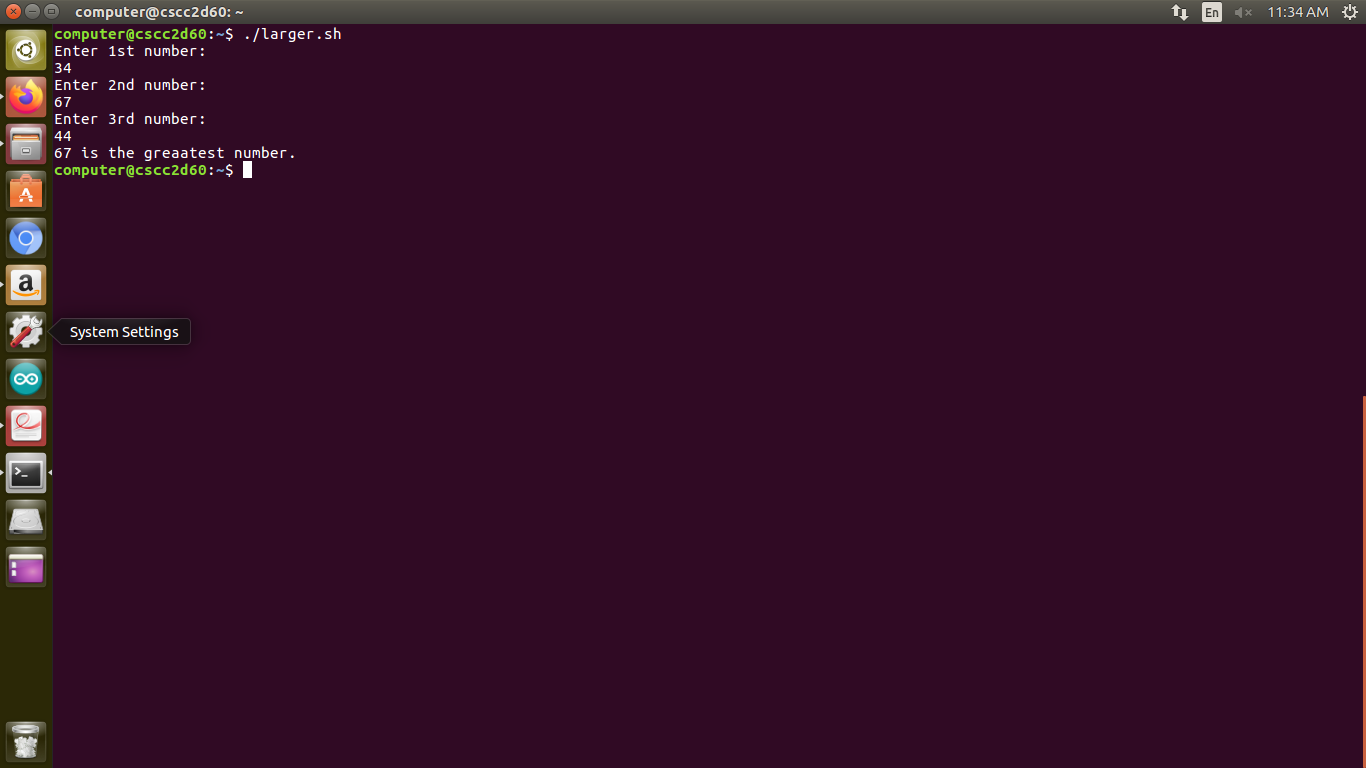 computer@cscc2d60: ~
En
11:34 AM
computer@cscc2d60:~$ ./larger.sh
Enter 1st number:
34
Enter 2nd number:
67
Enter 3rd number:
44
67 is the greaatest number.
computer@cscc2d60:~$
a
System Settings